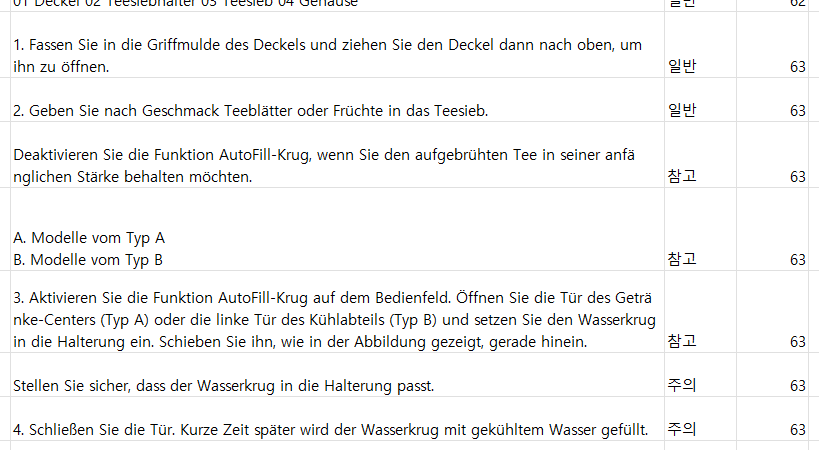 01 Deckel 02 Teesiebhalter 03 Teesieb 04 Gehäuse 일반 62
1. Fassen Sie in die Griffmulde des Deckels und ziehen Sie den Deckel dann nach oben, um
ihn zu öffnen. 일반 63
2. Geben Sie nach Geschmack Teeblätter oder Früchte in das Teesieb. 일반 63
Deaktivieren Sie die Funktion AutoFill-Krug, wenn Sie den aufgebrühten Tee in seiner anfä
nglichen Stärke behalten möchten. 참고 63
A. Modelle vom Typ A
B. Modelle vom Typ B 참고 63
3. Aktivieren Sie die Funktion AutoFill-Krug auf dem Bedienfeld. Öffnen Sie die Tür des Geträ
nke-Centers (Typ A) oder die linke Tür des Kühlabteils (Typ B) und setzen Sie den Wasserkrug
in die Halterung ein. Schieben Sie ihn, wie in der Abbildung gezeigt, gerade hinein. 참고 63
Stellen Sie sicher, dass der Wasserkrug in die Halterung passt. 주의 63
4. Schließen Sie die Tür. Kurze Zeit später wird der Wasserkrug mit gekühltem Wasser gefüllt. 주의 63